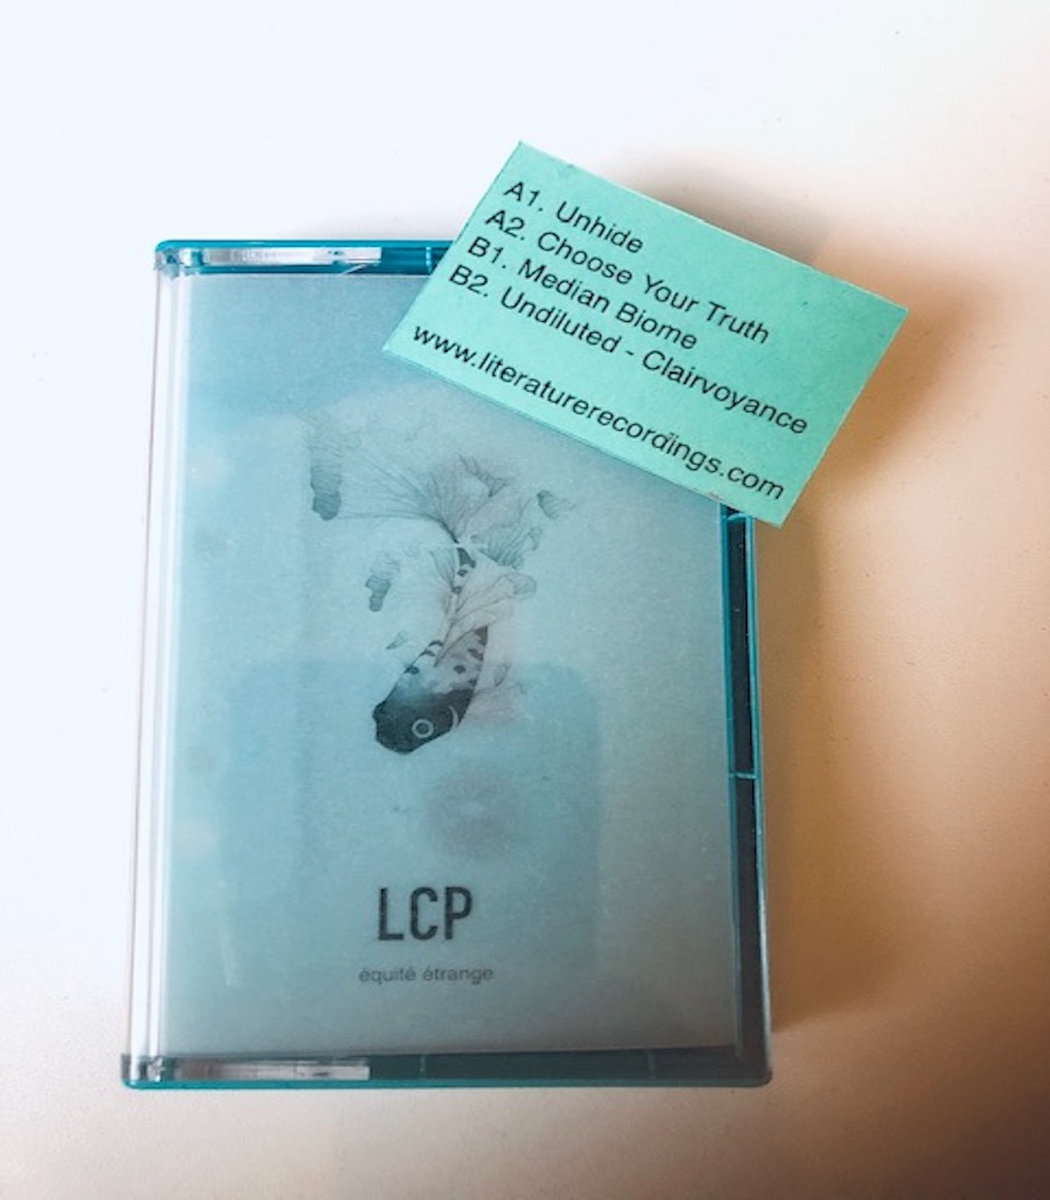 A1. Unhide
A2. Choose Your Truth
B1. Median Biome
B2. Undiluted - Clairvoyance
www.literaturerecordings.com
LCP
équité étrange